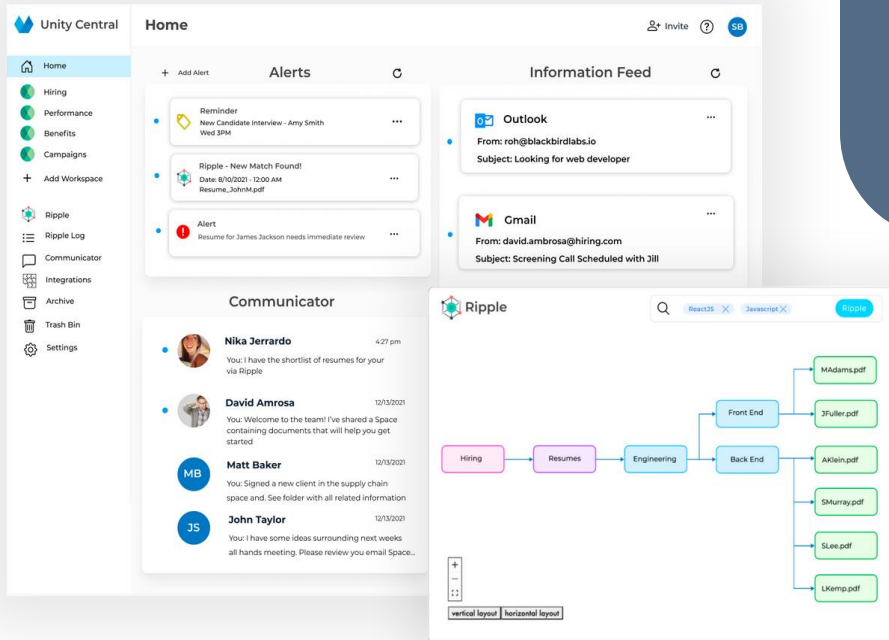 Unity Central
Home
Invite
?
SB
Home
Hiring
Performance
Benefits
Campaigns
+ Add Workspace
Ripple
Ripple Log
Communicator
Integrations
Archive
Trash Bin
Settings
+ Add Alert
Alerts
Reminder
New Candidate Interview - Amy Smith
Wed 3PM
...
Ripple - New Match Found!
Date: 8/10/2021 - 12:00 AM
Resume_JohnM.pdf
...
Alert
Resume for James Jackson needs immediate review
...
Information Feed
Outlook
...
From: roh@blackbirdlabs.io
Subject: Looking for web developer
Gmail
...
From: david.ambrosa@hiring.com
Subject: Screening Call Scheduled with Jill
Communicator
Nika Jerrardo
4:27 pm
You: I have the shortlist of resumes for your
via Ripple
David Amrosa
12/13/2021
You: Welcome to the team! I've shared a Space
containing documents that will help you get
started
MB
Matt Baker
12/13/2021
You: Signed a new client in the supply chain
space and. See folder with all related information
JS
John Taylor
12/13/2021
You: I have some ideas surrounding next weeks
all hands meeting. Please review you email Space...
Ripple
ReactJS X
Javascript X
Ripple
Hiring
Resumes
Engineering
Front End
Back End
MAdams.pdf
JFuller.pdf
AKlein.pdf
SMurray.pdf
SLee.pdf
LKemp.pdf
+
−
vertical layout
horizontal layout